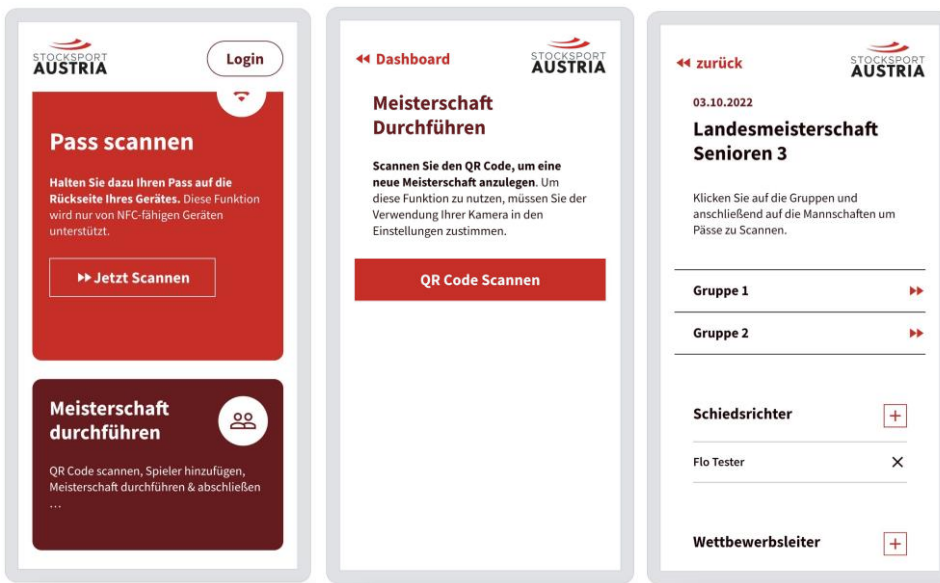 STOCKSPORT
AUSTRIA
Login
Pass scannen
Halten Sie dazu Ihren Pass auf die
Rückseite Ihres Gerätes. Diese Funktion
wird nur von NFC-fähigen Geräten
unterstützt.
Jetzt Scannen
Meisterschaft
durchführen
QR Code scannen, Spieler hinzufügen,
Meisterschaft durchführen & abschließen
...
Dashboard
STOCKSPORT
AUSTRIA
Meisterschaft
Durchführen
Scannen Sie den QR Code, um eine
neue Meisterschaft anzulegen. Um
diese Funktion zu nutzen, müssen Sie der
Verwendung Ihrer Kamera in den
Einstellungen zustimmen.
QR Code Scannen
zurück
STOCKSPORT
AUSTRIA
03.10.2022
Landesmeisterschaft
Senioren 3
Klicken Sie auf die Gruppen und
anschließend auf die Mannschaften um
Pässe zu Scannen.
Gruppe 1
Gruppe 2
Schiedsrichter
Flo Tester
Wettbewerbsleiter